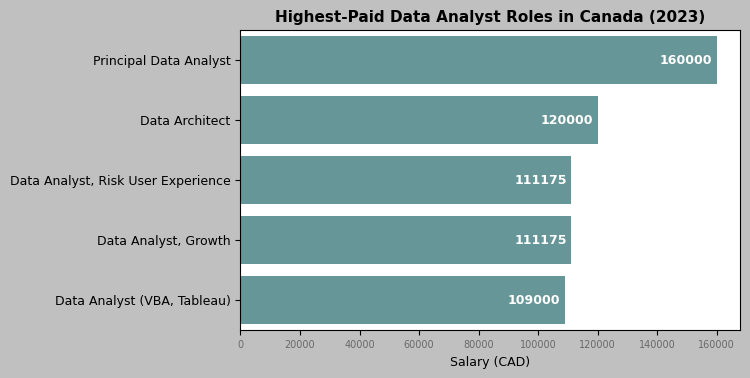 Highest-Paid Data Analyst Roles in Canada (2023)
Principal Data Analyst
160000
Data Architect
120000
Data Analyst, Risk User Experience
111175
Data Analyst, Growth
111175
Data Analyst (VBA, Tableau)
109000
0 20000 40000 60000 80000 100000 120000 140000 160000
Salary (CAD)